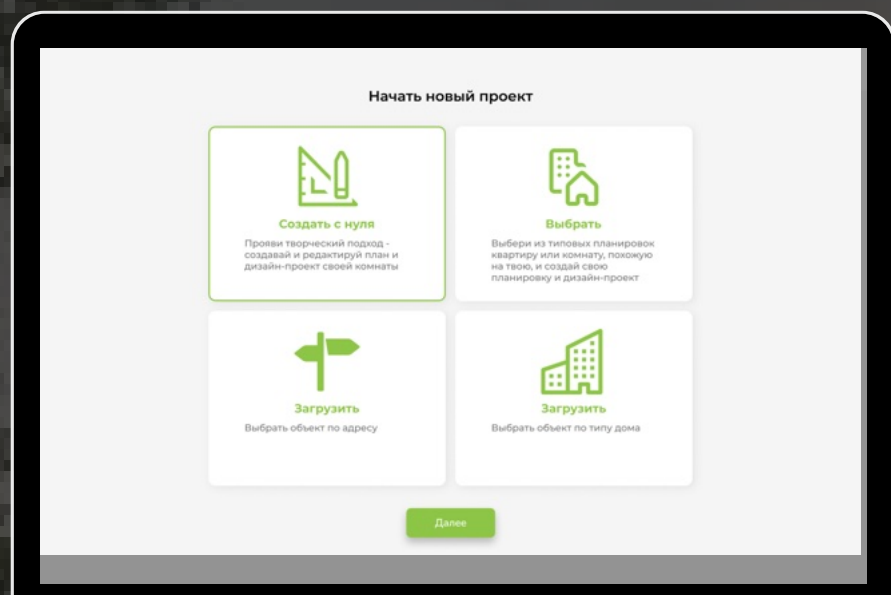 Начать новый проект
Создать с нуля
Прояви творческий подход -
создавай и редактируй план и
дизайн-проект своей комнаты
Выбрать
Выбери из типовых планировок
квартиру или комнату, похожую
на твою, и создай свою
планировку и дизайн-проект
Загрузить
Выбрать объект по адресу
Загрузить
Выбрать объект по типу дома
Далее